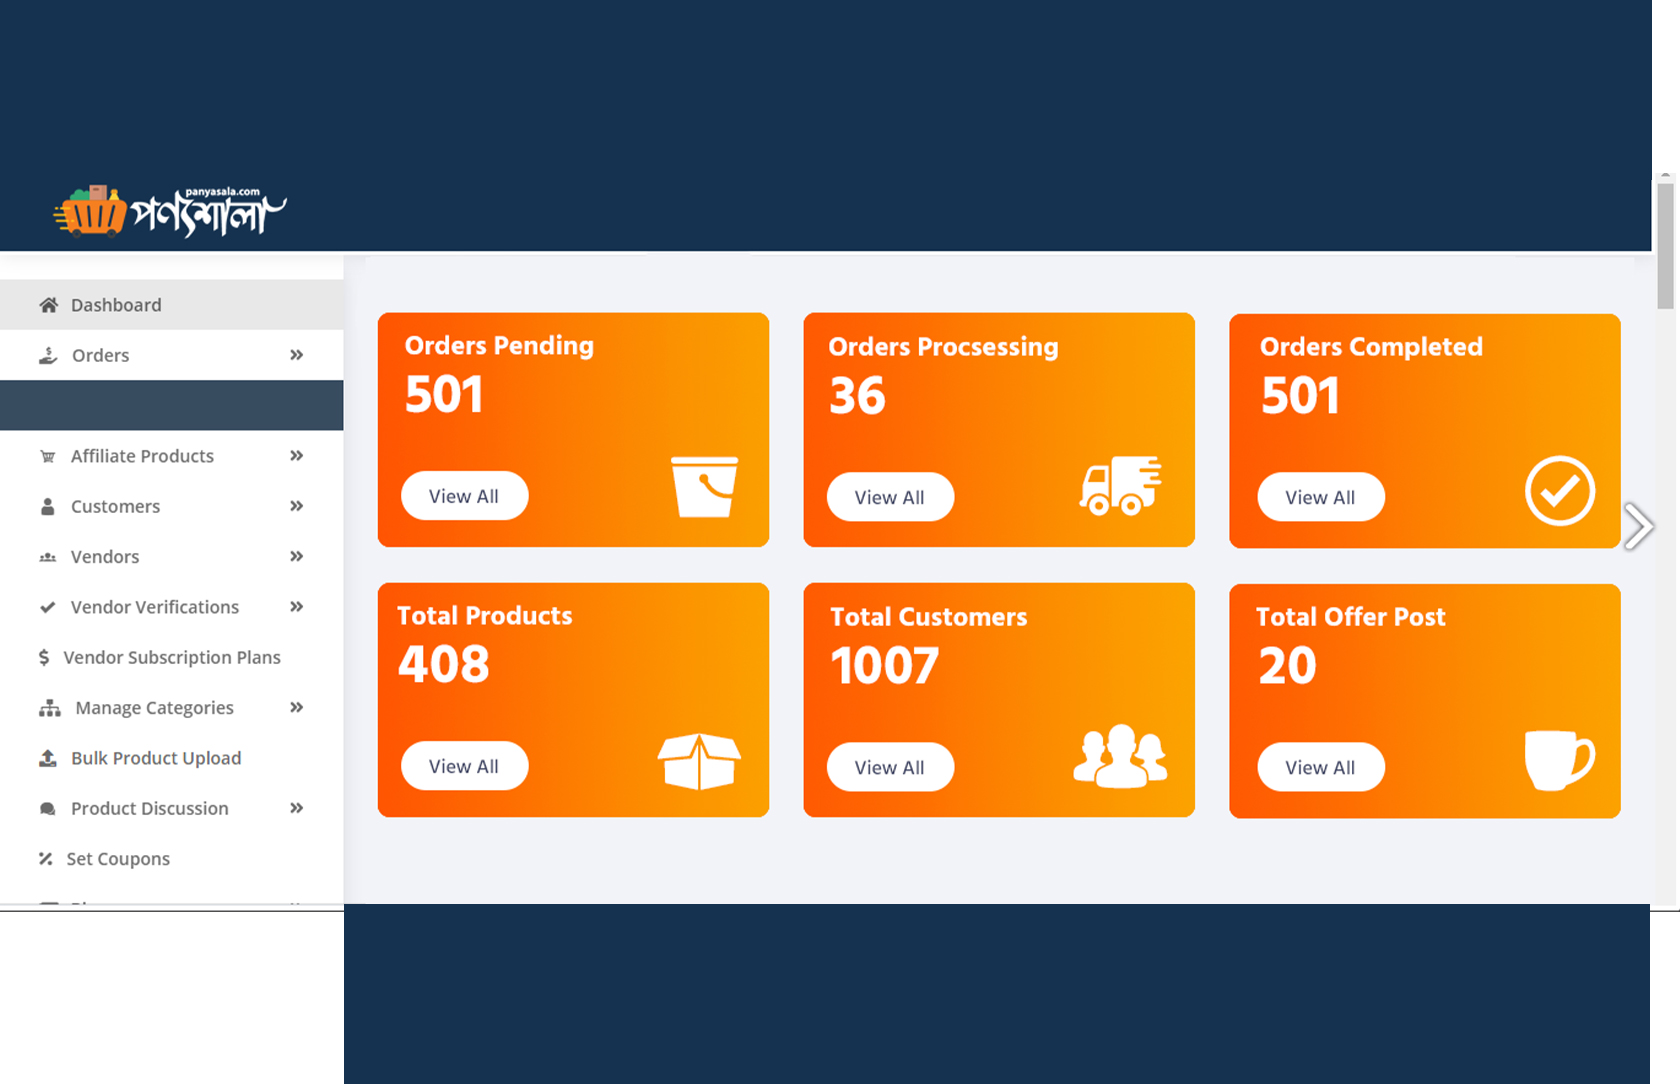 panyasala.com
পণ্যশালা
Dashboard
Orders
Affiliate Products
Customers
Vendors
Vendor Verifications
Vendor Subscription Plans
Manage Categories
Bulk Product Upload
Product Discussion
Set Coupons
Orders Pending
501
View All
Orders Procsessing
36
View All
Orders Completed
501
View All
Total Products
408
View All
Total Customers
1007
View All
Total Offer Post
20
View All